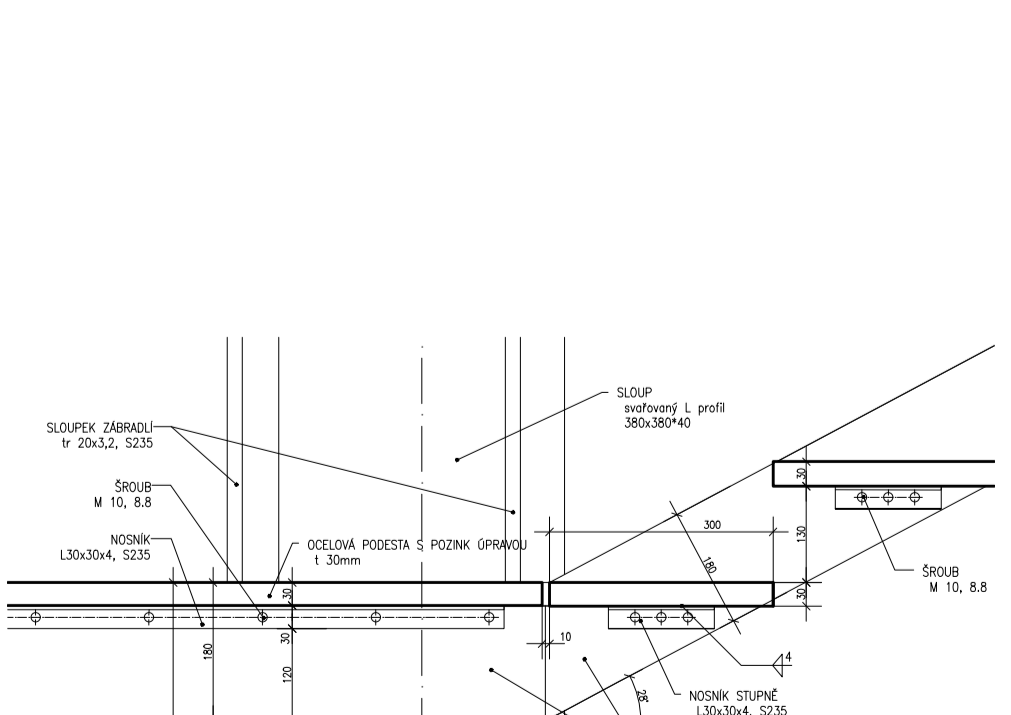 SLOUP
svařovaný L profil
380x380*40
SLOUPEK ZÁBRADLÍ
tr 20x3,2, S235
ŠROUB
M 10, 8.8
NOSNÍK
L30x30x4, S235
OCELOVÁ PODESTA S POZINK ÚPRAVOU
t 30mm
300
30
130
180
30
ŠROUB
M 10, 8.8
30
30
180
120
10
4
28°
NOSNÍK STUPNĚ
L30x30x4, S235